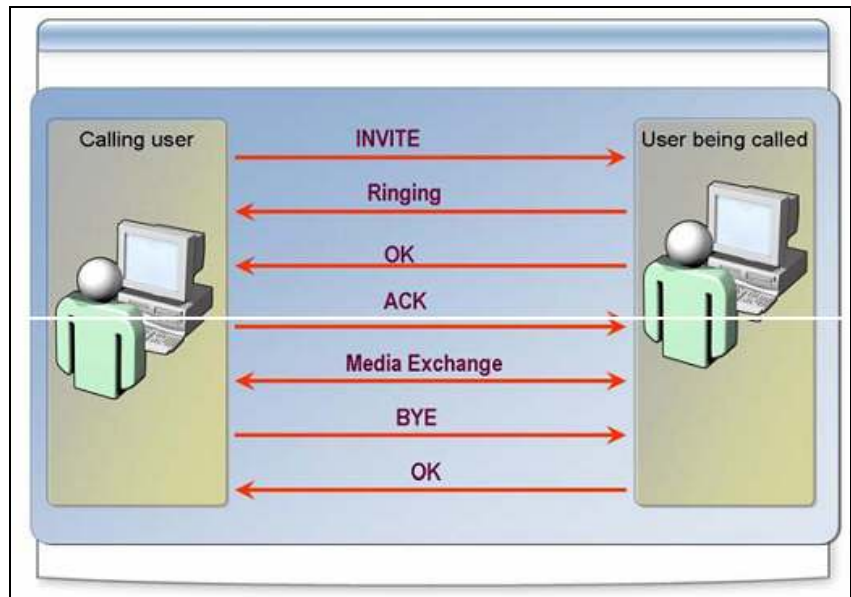 Calling user
User being called
INVITE
Ringing
OK
ACK
Media Exchange
BYE
OK